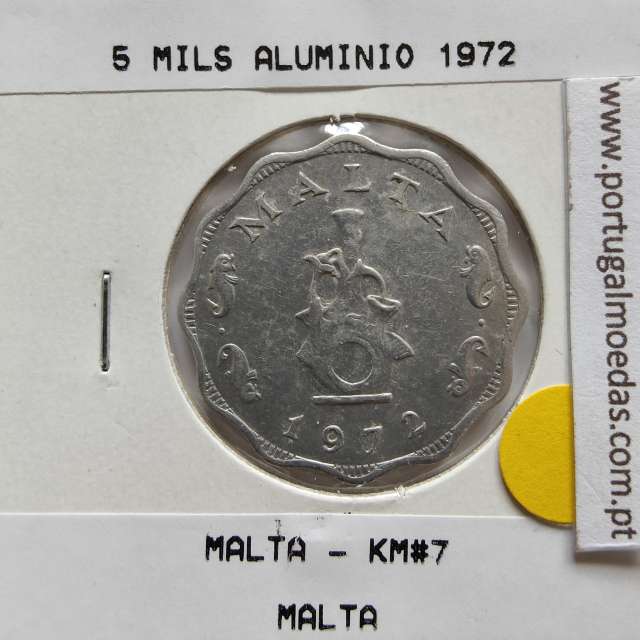 5 MILS ALUMINIO 1972
MALTA
5
1972
MALTA - KM#7
MALTA
www.portugalmoedas.com.pt